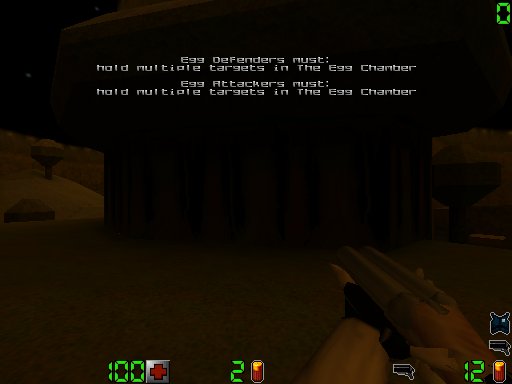 0
Egg Defenders must:
hold multiple targets in The Egg Chamber
Egg Attackers must:
hold multiple targets in The Egg Chamber
100 2 12